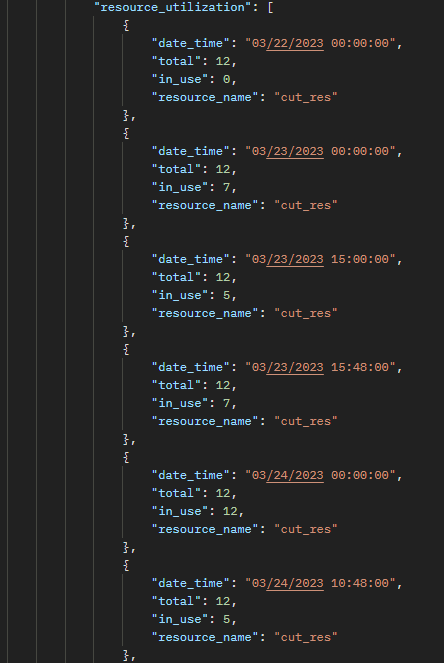 "resource_utilization": [
{
"date_time": "03/22/2023 00:00:00",
"total": 12,
"in_use": 0,
"resource_name": "cut_res"
},
{
"date_time": "03/23/2023 00:00:00",
"total": 12,
"in_use": 7,
"resource_name": "cut_res"
},
{
"date_time": "03/23/2023 15:00:00",
"total": 12,
"in_use": 5,
"resource_name": "cut_res"
},
{
"date_time": "03/23/2023 15:48:00",
"total": 12,
"in_use": 7,
"resource_name": "cut_res"
},
{
"date_time": "03/24/2023 00:00:00",
"total": 12,
"in_use": 12,
"resource_name": "cut_res"
},
{
"date_time": "03/24/2023 10:48:00",
"total": 12,
"in_use": 5,
"resource_name": "cut_res"
},